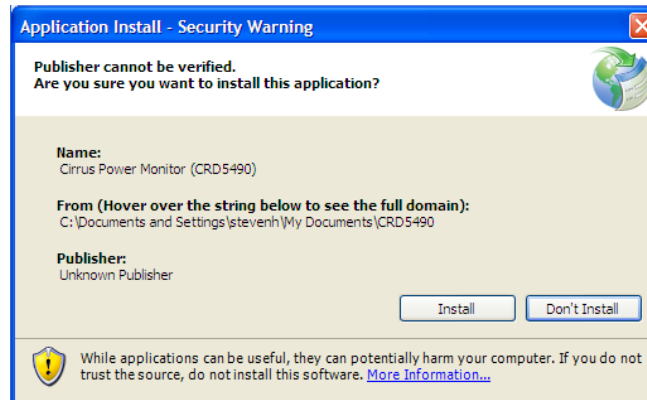 Application Install - Security Warning
Publisher cannot be verified.
Are you sure you want to install this application?
Name:
Cirrus Power Monitor (CRD5490)
From (Hover over the string below to see the full domain):
C:\Documents and Settings\stevenh\My Documents\CRD5490
Publisher:
Unknown Publisher
Install
Don't Install
While applications can be useful, they can potentially harm your computer. If you do not
trust the source, do not install this software. More Information...